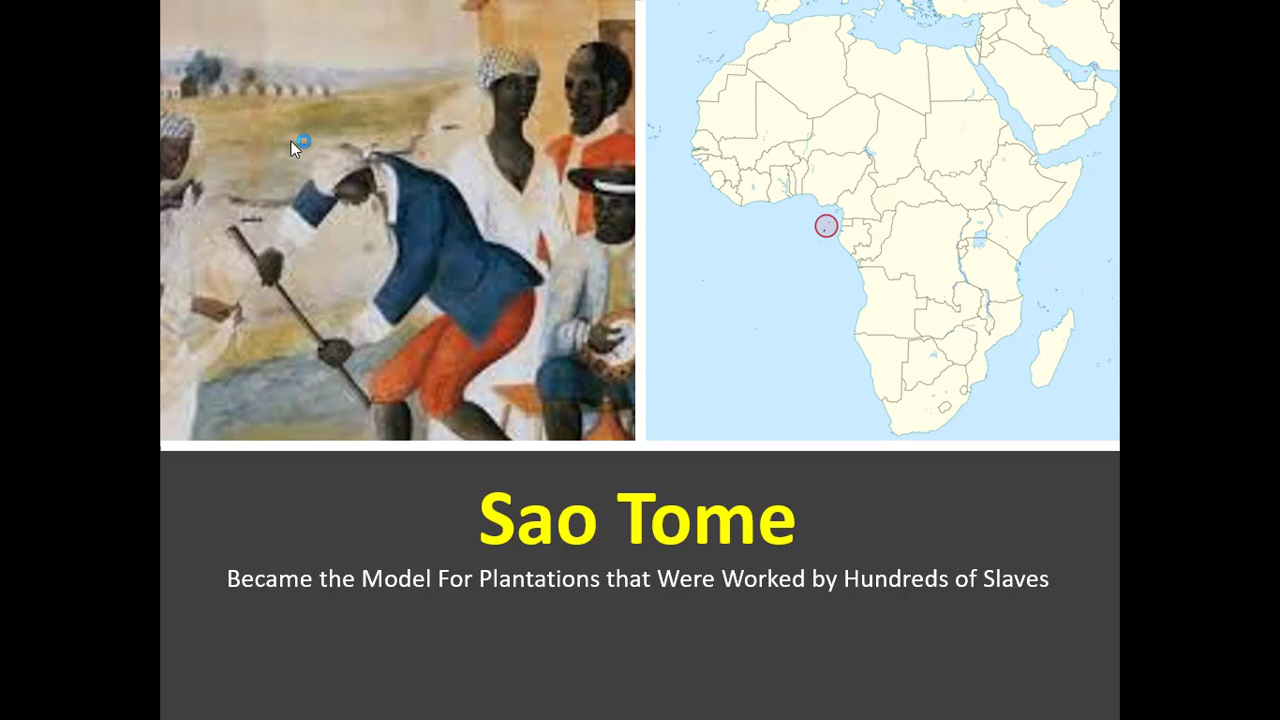 Sao Tome
Became the Model For Plantations that Were Worked by Hundreds of Slaves